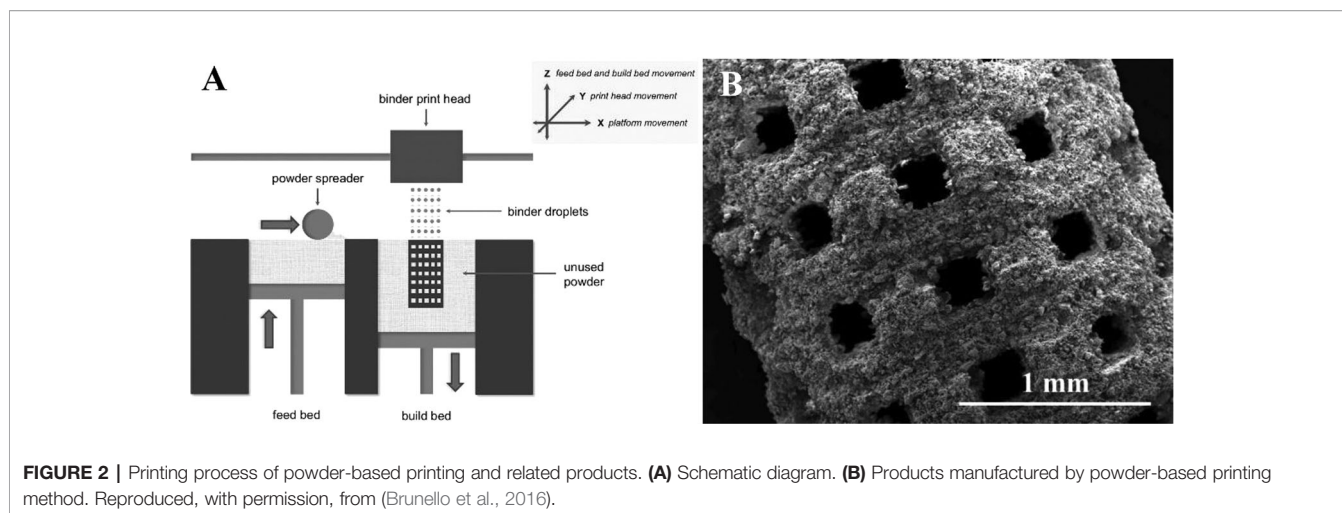 A
binder print head
Z feed bed and build bed movement
Y print head movement
X platform movement
powder spreader
binder droplets
unused
powder
feed bed
build bed
B
1 mm
FIGURE 2 | Printing process of powder-based printing and related products. (A) Schematic diagram. (B) Products manufactured by powder-based printing
method. Reproduced, with permission, from (Brunello et al., 2016).